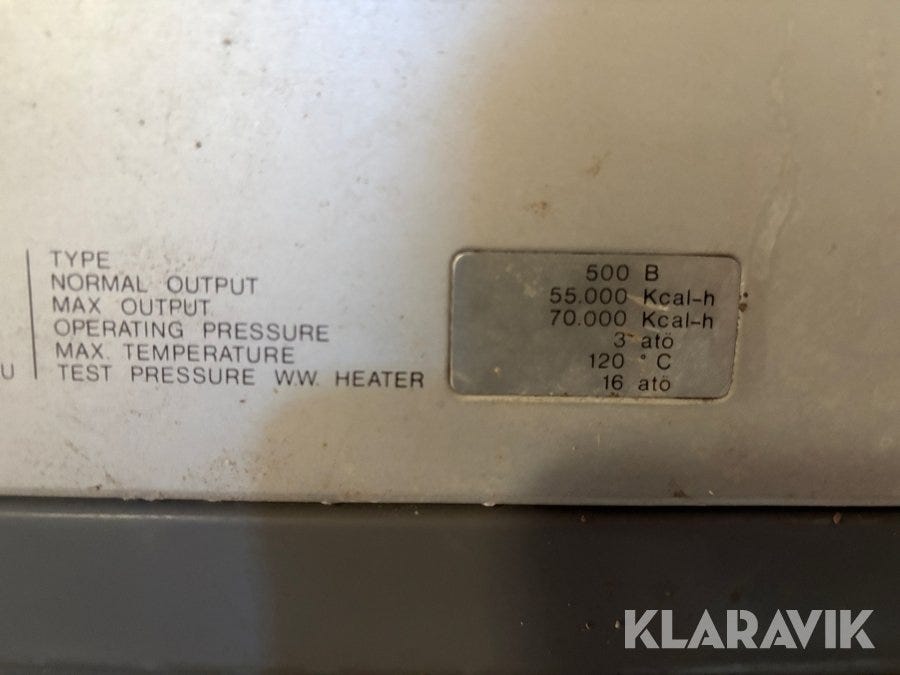 TYPE
NORMAL OUTPUT
MAX OUTPUT
OPERATING PRESSURE
MAX. TEMPERATURE
U TEST PRESSURE W.W. HEATER
500 B
55.000 Kcal-h
70.000 Kcal-h
3 atö
120 °C
16 atö
KLARAVIK